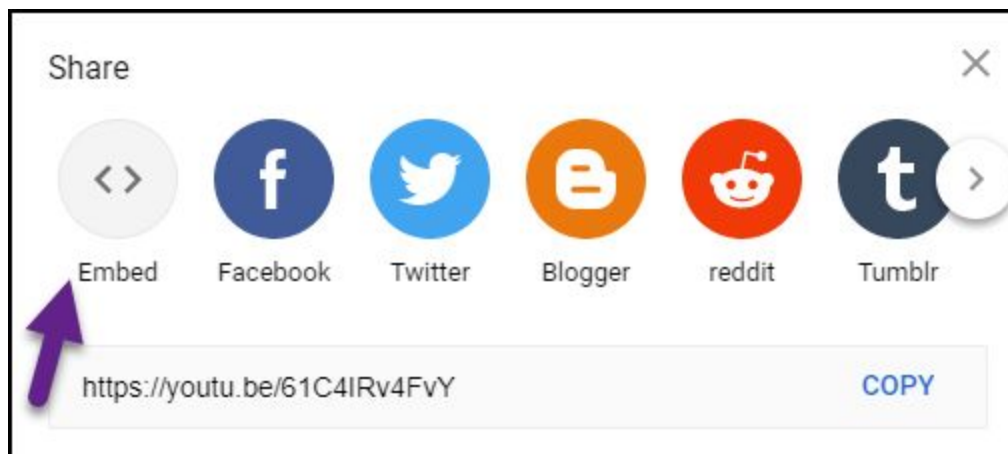 Share
Embed Facebook Twitter Blogger reddit Tumblr
https://youtu.be/61C4IRv4FvY COPY